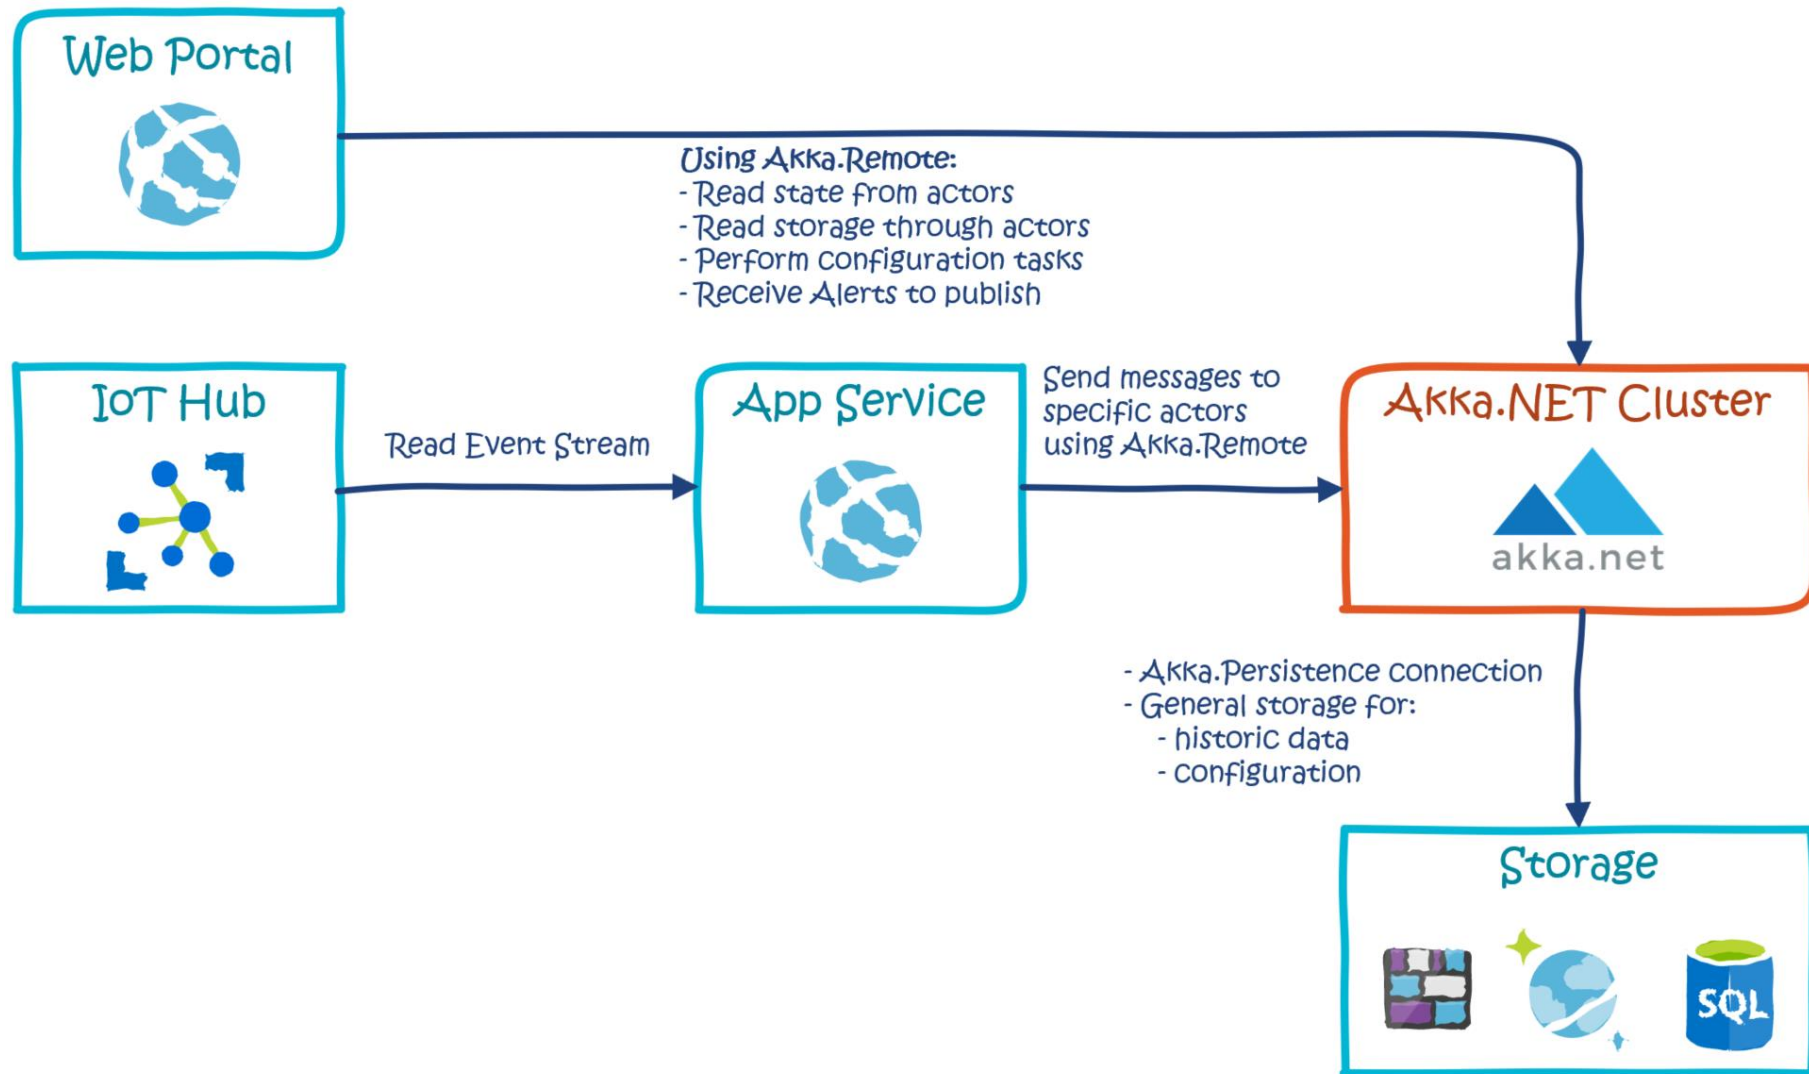 Web Portal
Using Akka.Remote:
- Read state from actors
- Read storage through actors
- Perform configuration tasks
- Receive Alerts to publish
IoT Hub
Read Event Stream
App Service
Send messages to
specific actors
using Akka.Remote
Akka.NET Cluster
akka.net
- Akka.Persistence connection
- General storage for:
- historic data
- configuration
Storage
SQL